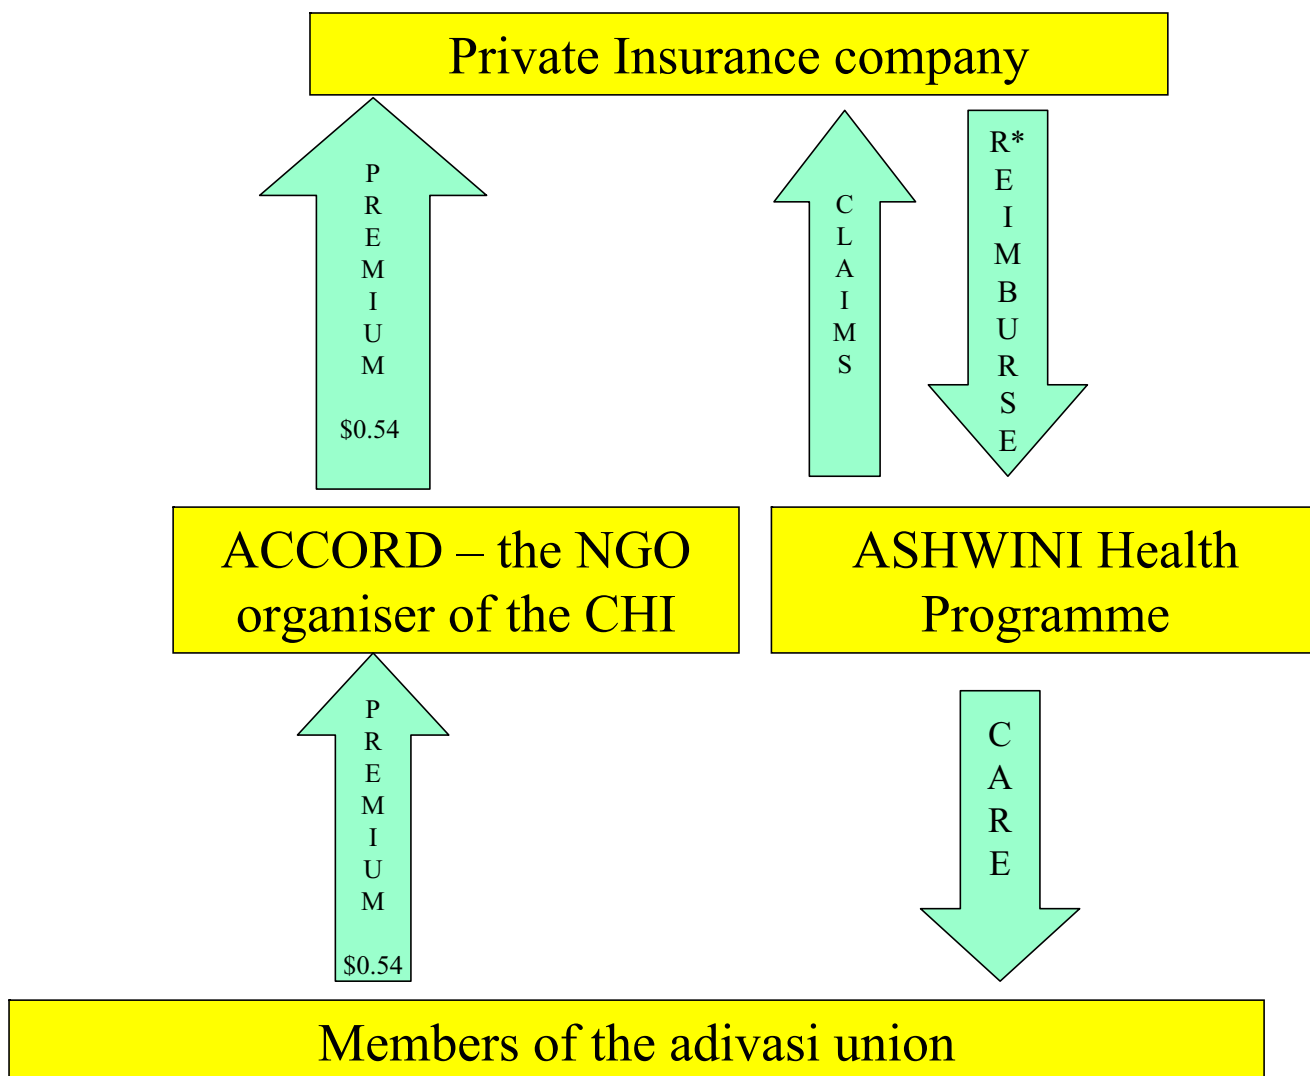 Private Insurance company
PREMIUM
$0.54
CLAIMS
R*EIMBURSE
ACCORD – the NGO
organiser of the CHI
ASHWINI Health
Programme
PREMIUM
$0.54
CARE
Members of the adivasi union